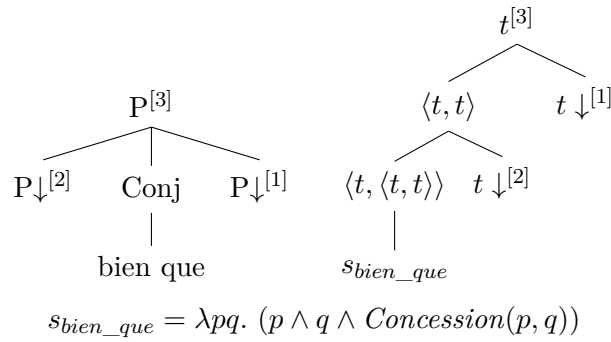 t[3]
P[3] ⟨t, t⟩ t ↓[1]
P↓[2] Conj P↓[1] ⟨t, ⟨t, t⟩⟩ t ↓[2]
bien que s_bien_que
s_bien_que = λpq. (p ∧ q ∧ Concession(p, q))